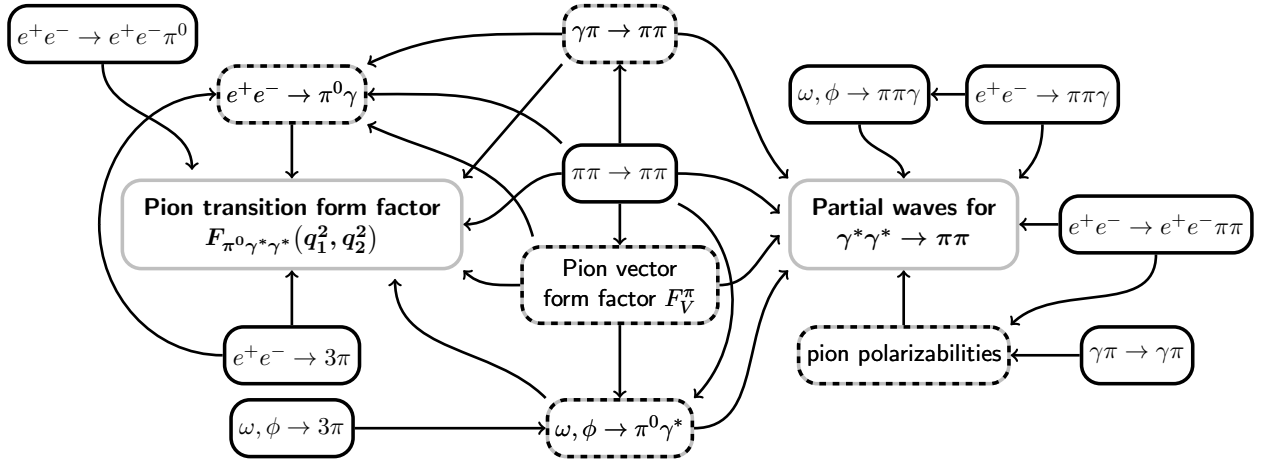 e⁺e⁻ → e⁺e⁻π⁰
γπ → ππ
e⁺e⁻ → π⁰γ
ω, ϕ → ππγ
e⁺e⁻ → ππγ
ππ → ππ
Pion transition form factor
F_{π⁰γ*γ*}(q₁², q₂²)
Partial waves for
γ*γ* → ππ
e⁺e⁻ → e⁺e⁻ππ
Pion vector
form factor F_V^π
e⁺e⁻ → 3π
pion polarizabilities
γπ → γπ
ω, ϕ → 3π
ω, ϕ → π⁰γ*